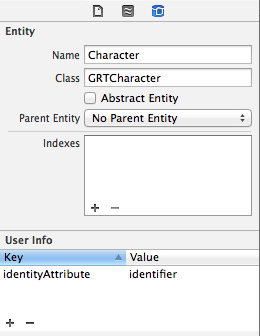 Entity
Name Character
Class GRTCharacter
Abstract Entity
Parent Entity No Parent Entity
Indexes
User Info
Key Value
identityAttribute identifier